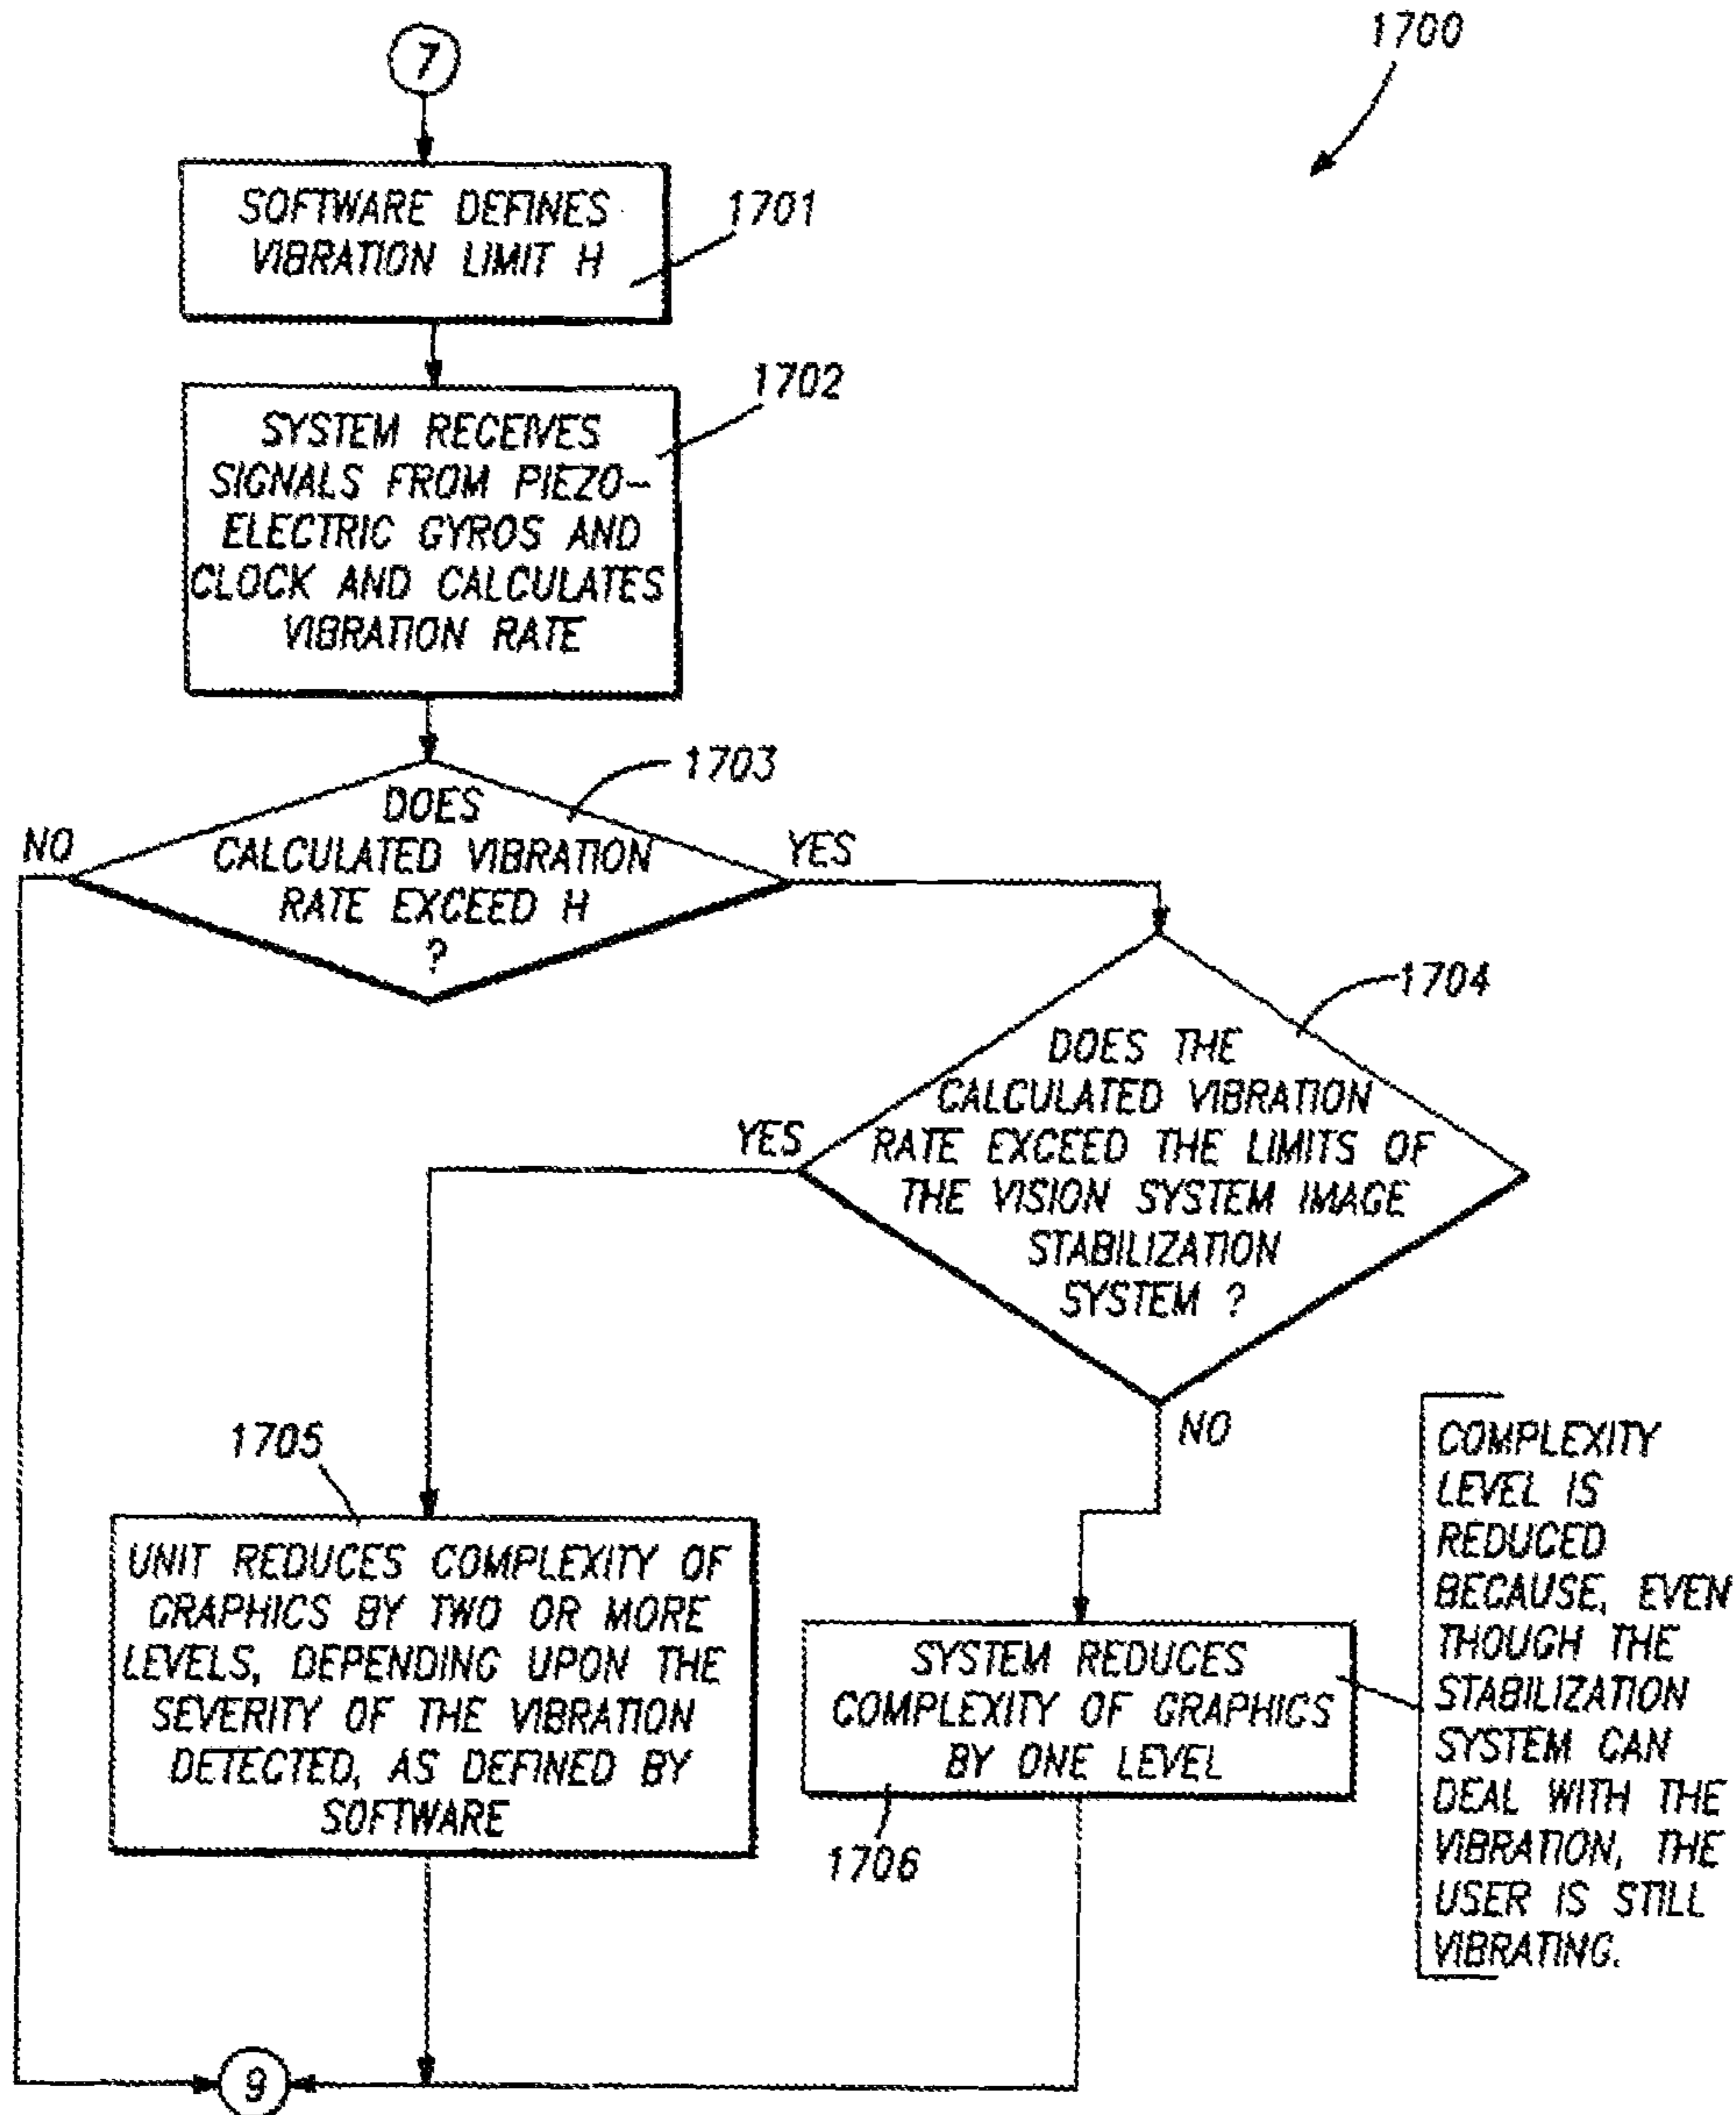 7
1700
SOFTWARE DEFINES
VIBRATION LIMIT H
1701
1702
SYSTEM RECEIVES
SIGNALS FROM PIEZO-
ELECTRIC GYROS AND
CLOCK AND CALCULATES
VIBRATION RATE
1703
DOES
CALCULATED VIBRATION
RATE EXCEED H
?
NO
YES
1704
DOES THE
CALCULATED VIBRATION
RATE EXCEED THE LIMITS OF
THE VISION SYSTEM IMAGE
STABILIZATION
SYSTEM ?
YES
NO
1705
UNIT REDUCES COMPLEXITY OF
GRAPHICS BY TWO OR MORE
LEVELS, DEPENDING UPON THE
SEVERITY OF THE VIBRATION
DETECTED, AS DEFINED BY
SOFTWARE
SYSTEM REDUCES
COMPLEXITY OF GRAPHICS
BY ONE LEVEL
1706
COMPLEXITY
LEVEL IS
REDUCED
BECAUSE, EVEN
THOUGH THE
STABILIZATION
SYSTEM CAN
DEAL WITH THE
VIBRATION, THE
USER IS STILL
VIBRATING.
9